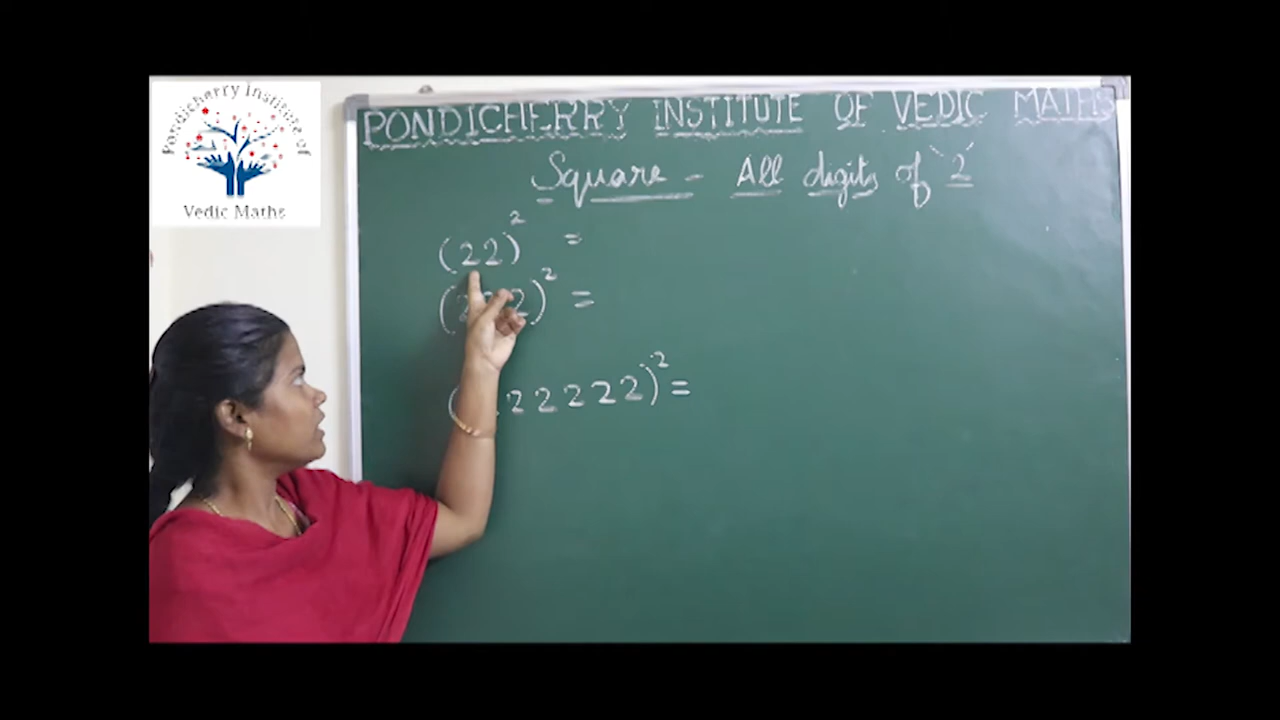 Pondicherry Institute of
Vedic Maths
PONDICHERRY INSTITUTE OF VEDIC MATHS
Square - All digits of `2´
(22)² =
2)² =
22222)² =